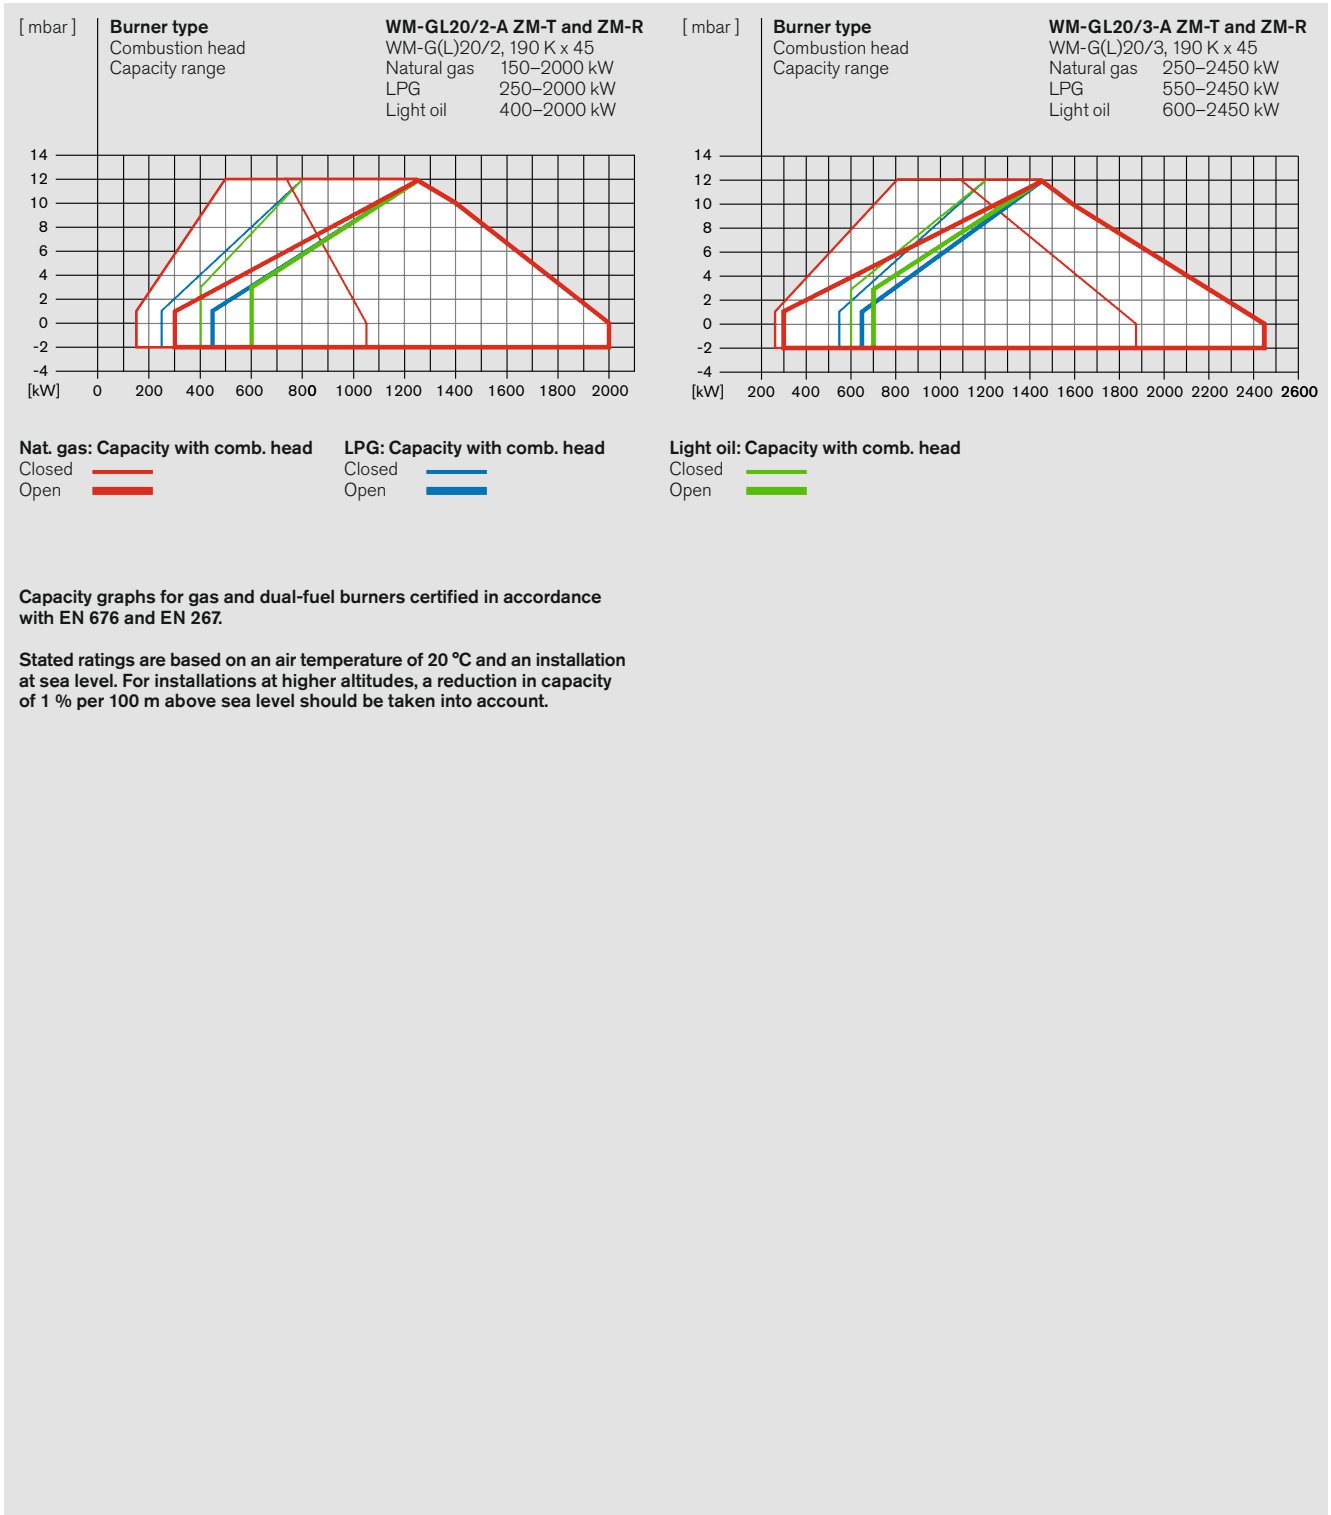 [ mbar ]
Burner type WM-GL20/2-A ZM-T and ZM-R
Combustion head WM-G(L)20/2, 190 K x 45
Capacity range Natural gas 150–2000 kW
LPG 250–2000 kW
Light oil 400–2000 kW
14
12
10
8
6
4
2
0
-2
-4
[kW] 0 200 400 600 800 1000 1200 1400 1600 1800 2000
[ mbar ]
Burner type WM-GL20/3-A ZM-T and ZM-R
Combustion head WM-G(L)20/3, 190 K x 45
Capacity range Natural gas 250–2450 kW
LPG 550–2450 kW
Light oil 600–2450 kW
14
12
10
8
6
4
2
0
-2
-4
[kW] 200 400 600 800 1000 1200 1400 1600 1800 2000 2200 2400 2600
Nat. gas: Capacity with comb. head
Closed
Open
LPG: Capacity with comb. head
Closed
Open
Light oil: Capacity with comb. head
Closed
Open
Capacity graphs for gas and dual-fuel burners certified in accordance
with EN 676 and EN 267.
Stated ratings are based on an air temperature of 20 °C and an installation
at sea level. For installations at higher altitudes, a reduction in capacity
of 1 % per 100 m above sea level should be taken into account.